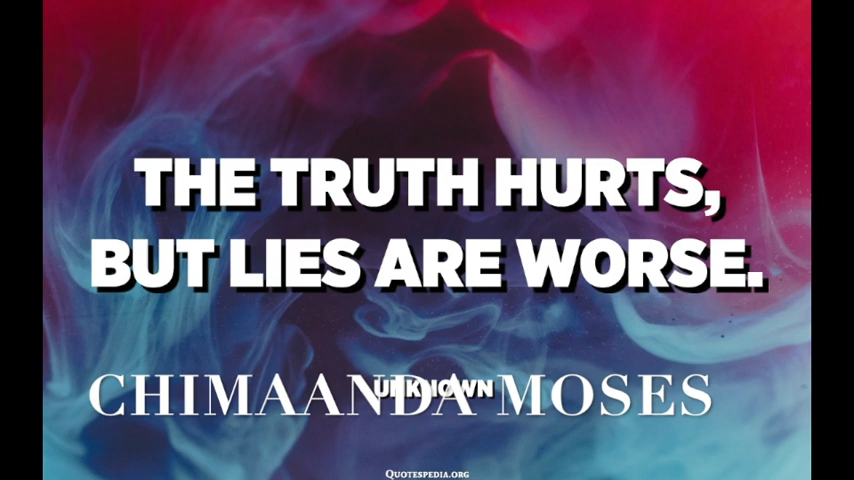 THE TRUTH HURTS,
BUT LIES ARE WORSE.
UNKNOWN
CHIMAANDA MOSES
QUOTESPEDIA.ORG